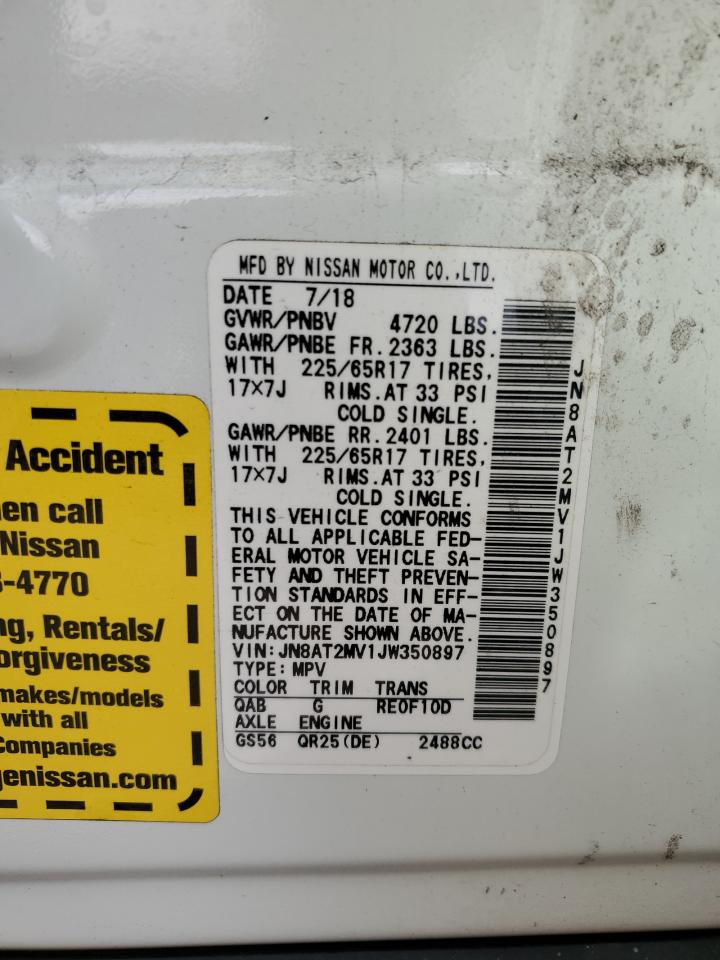 MFD BY NISSAN MOTOR CO.,LTD.
DATE 7/18
GVWR/PNBV 4720 LBS.
GAWR/PNBE FR. 2363 LBS.
WITH 225/65R17 TIRES,
17×7J RIMS.AT 33 PSI
COLD SINGLE.
GAWR/PNBE RR. 2401 LBS.
WITH 225/65R17 TIRES,
17×7J RIMS.AT 33 PSI
COLD SINGLE.
THIS VEHICLE CONFORMS
TO ALL APPLICABLE FED-
ERAL MOTOR VEHICLE SA-
FETY AND THEFT PREVEN-
TION STANDARDS IN EFF-
ECT ON THE DATE OF MA-
NUFACTURE SHOWN ABOVE.
VIN:JN8AT2MV1JW350897
TYPE:MPV
COLOR TRIM TRANS
QAB G RE0F10D
AXLE ENGINE
GS56 QR25(DE) 2488CC
JN8AT2MV1JW350897
Accident
en call
Nissan
-4770
ng, Rentals/
orgiveness
makes/models
with all
Companies
enissan.com